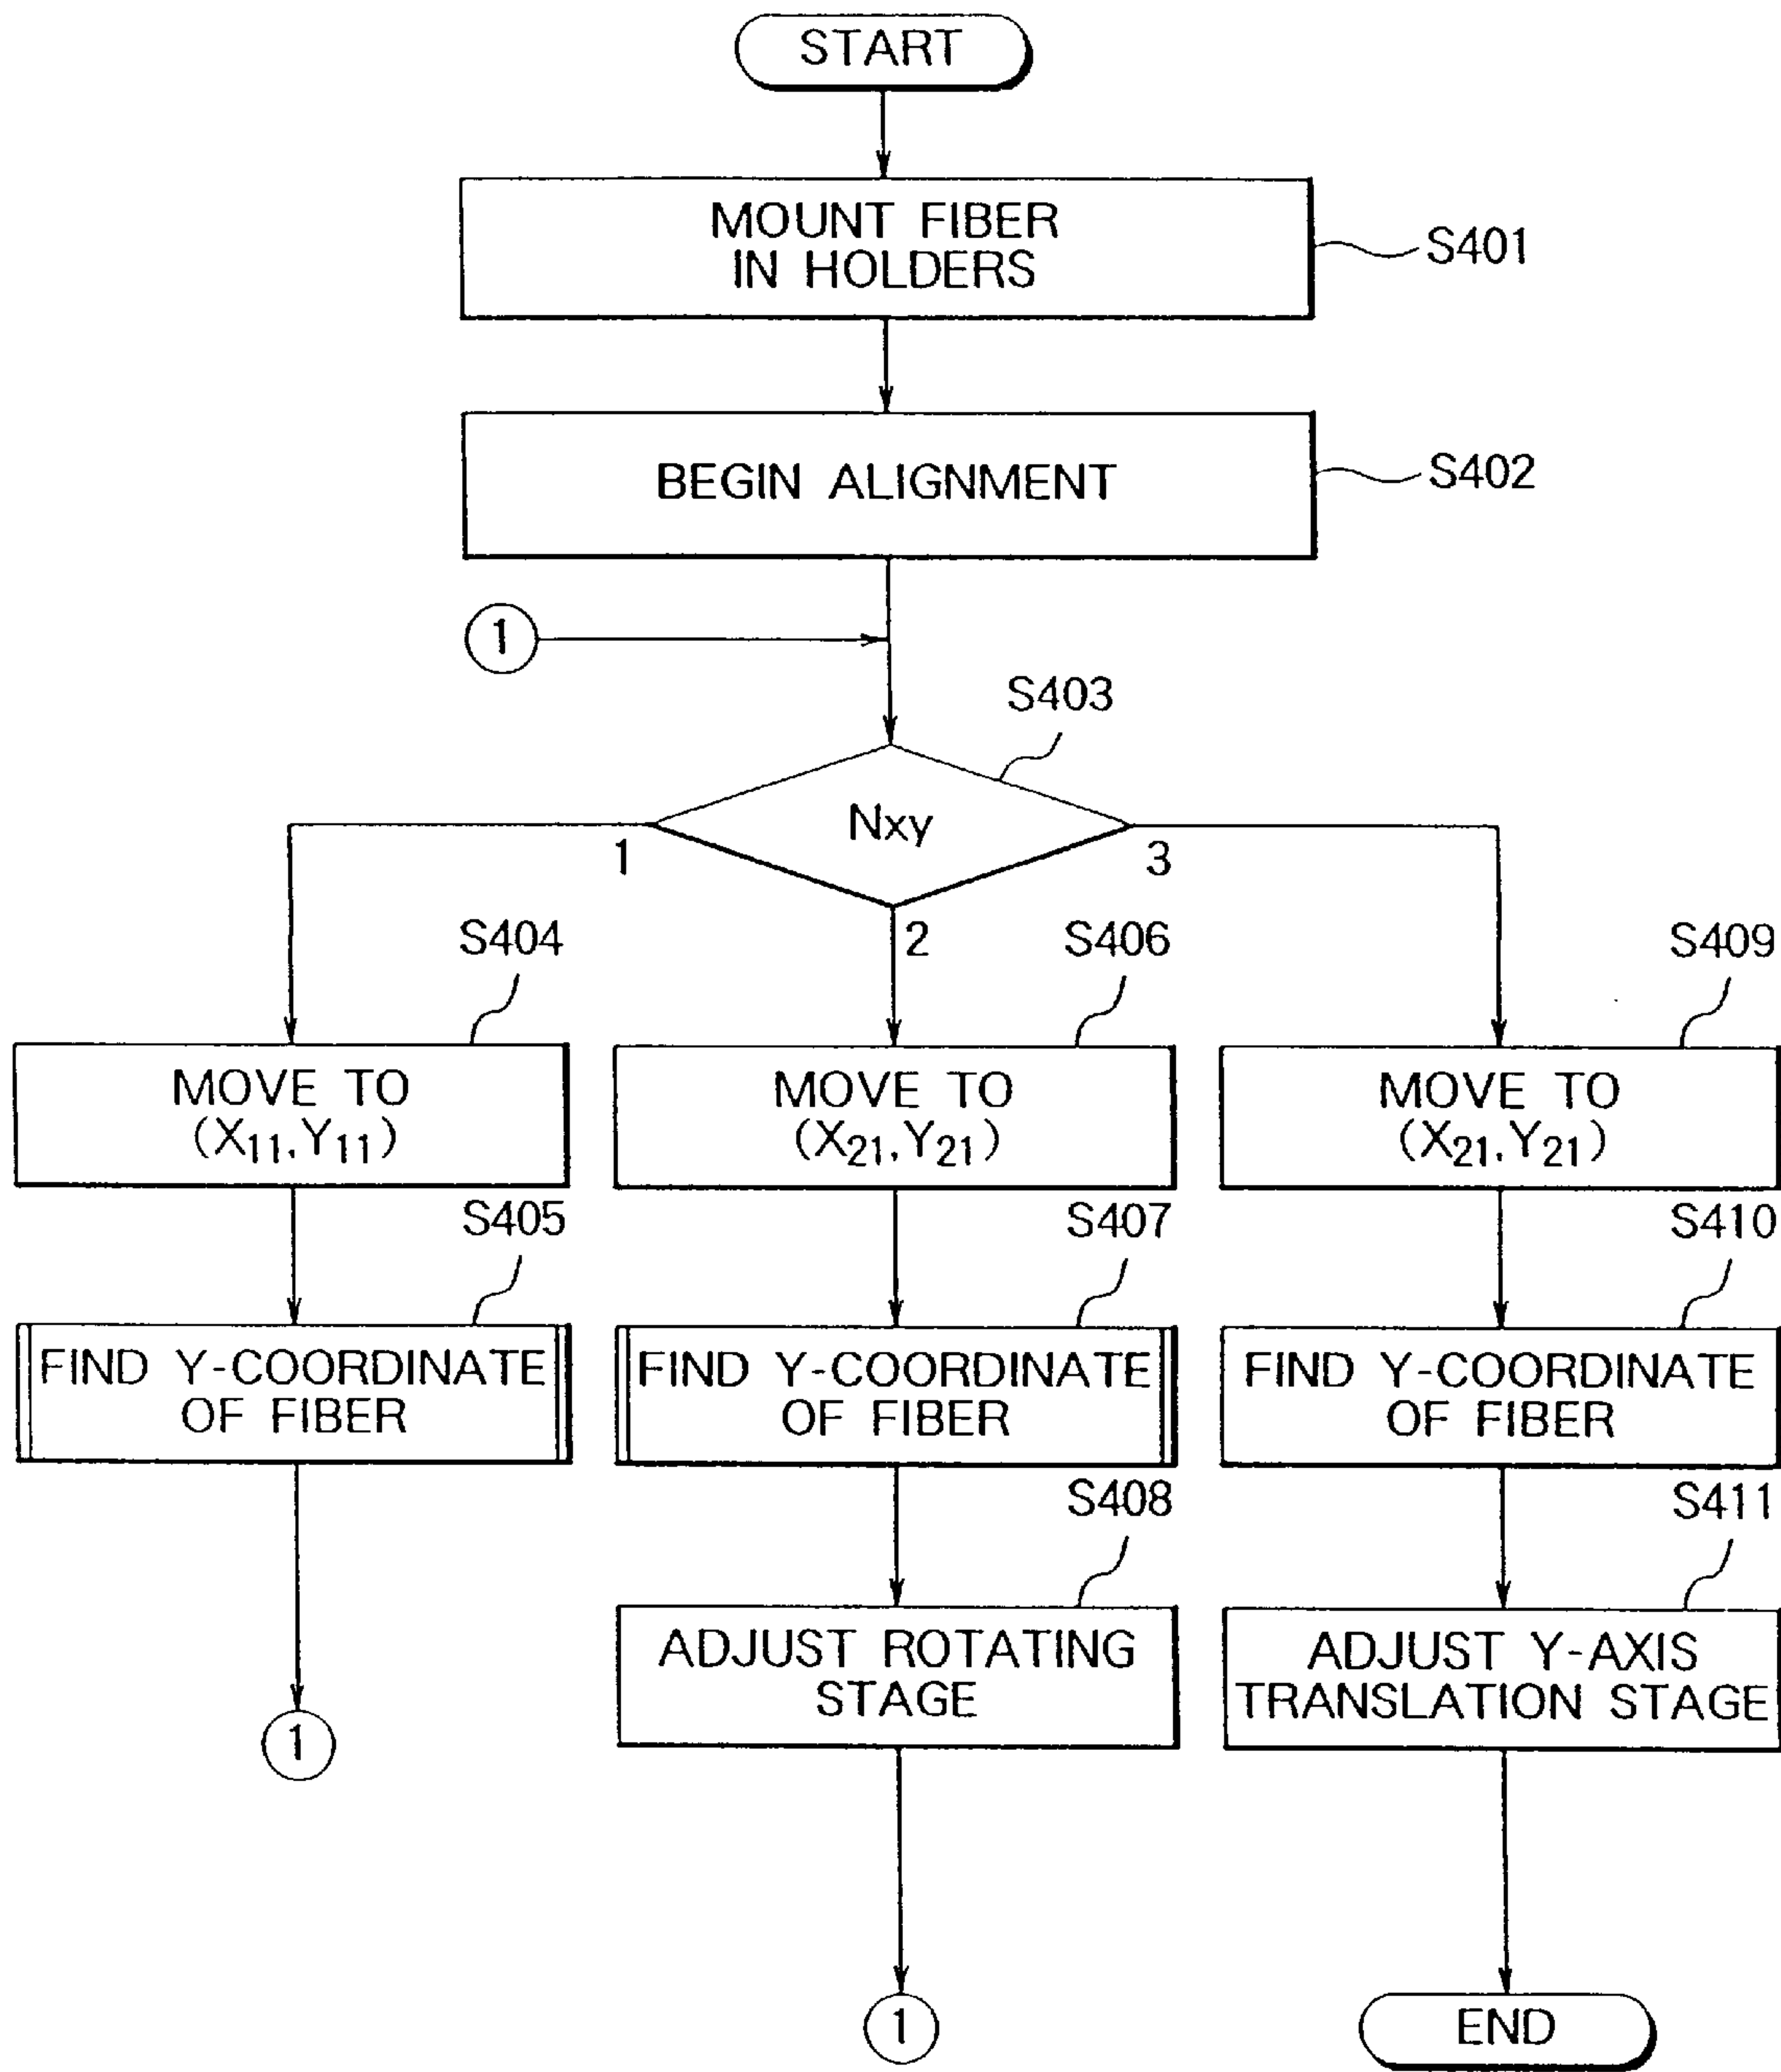 START
MOUNT FIBER
IN HOLDERS
S401
BEGIN ALIGNMENT
S402
1
S403
Nxy
1
2
3
S404
S406
S409
MOVE TO
(X11,Y11)
MOVE TO
(X21,Y21)
MOVE TO
(X21,Y21)
S405
S407
S410
FIND Y-COORDINATE
OF FIBER
FIND Y-COORDINATE
OF FIBER
FIND Y-COORDINATE
OF FIBER
S408
S411
ADJUST ROTATING
STAGE
ADJUST Y-AXIS
TRANSLATION STAGE
1
1
END